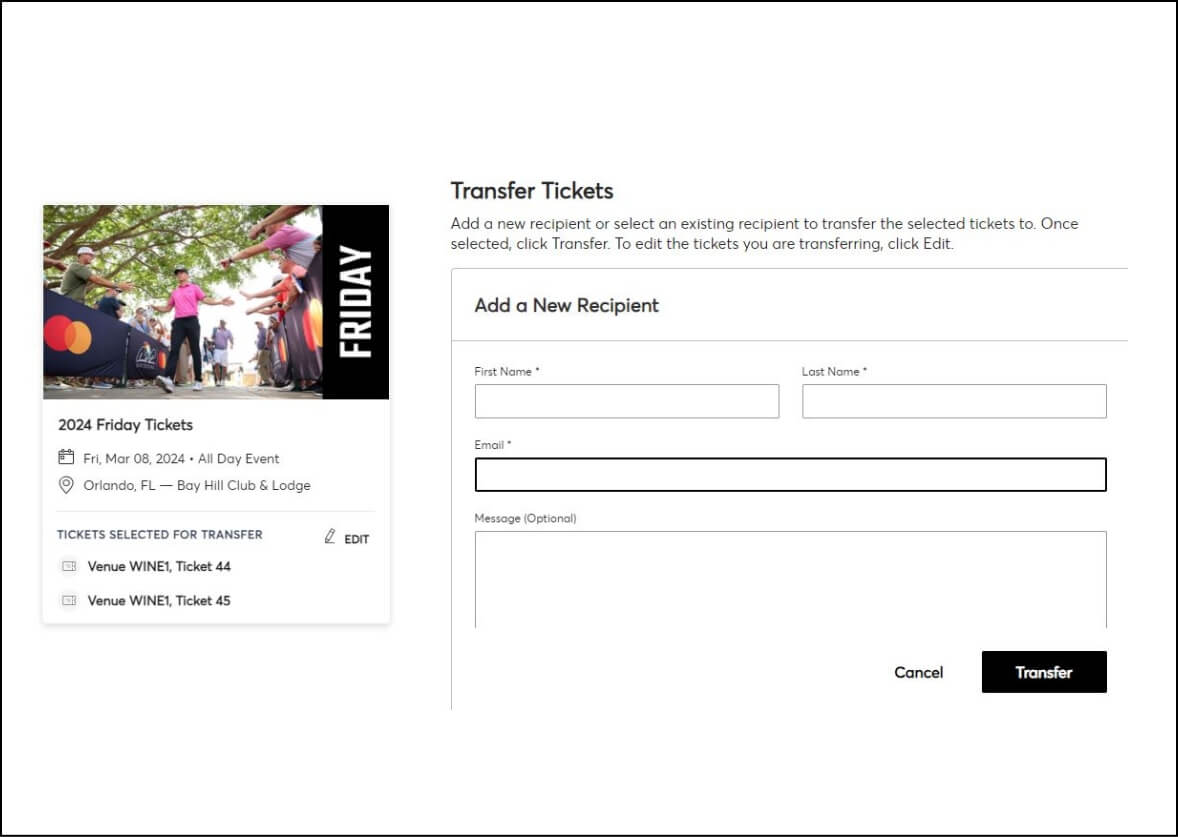 FRIDAY
2024 Friday Tickets
Fri, Mar 08, 2024 • All Day Event
Orlando, FL — Bay Hill Club & Lodge
TICKETS SELECTED FOR TRANSFER
EDIT
Venue WINE1, Ticket 44
Venue WINE1, Ticket 45
Transfer Tickets
Add a new recipient or select an existing recipient to transfer the selected tickets to. Once
selected, click Transfer. To edit the tickets you are transferring, click Edit.
Add a New Recipient
First Name *
Last Name *
Email *
Message (Optional)
Cancel
Transfer